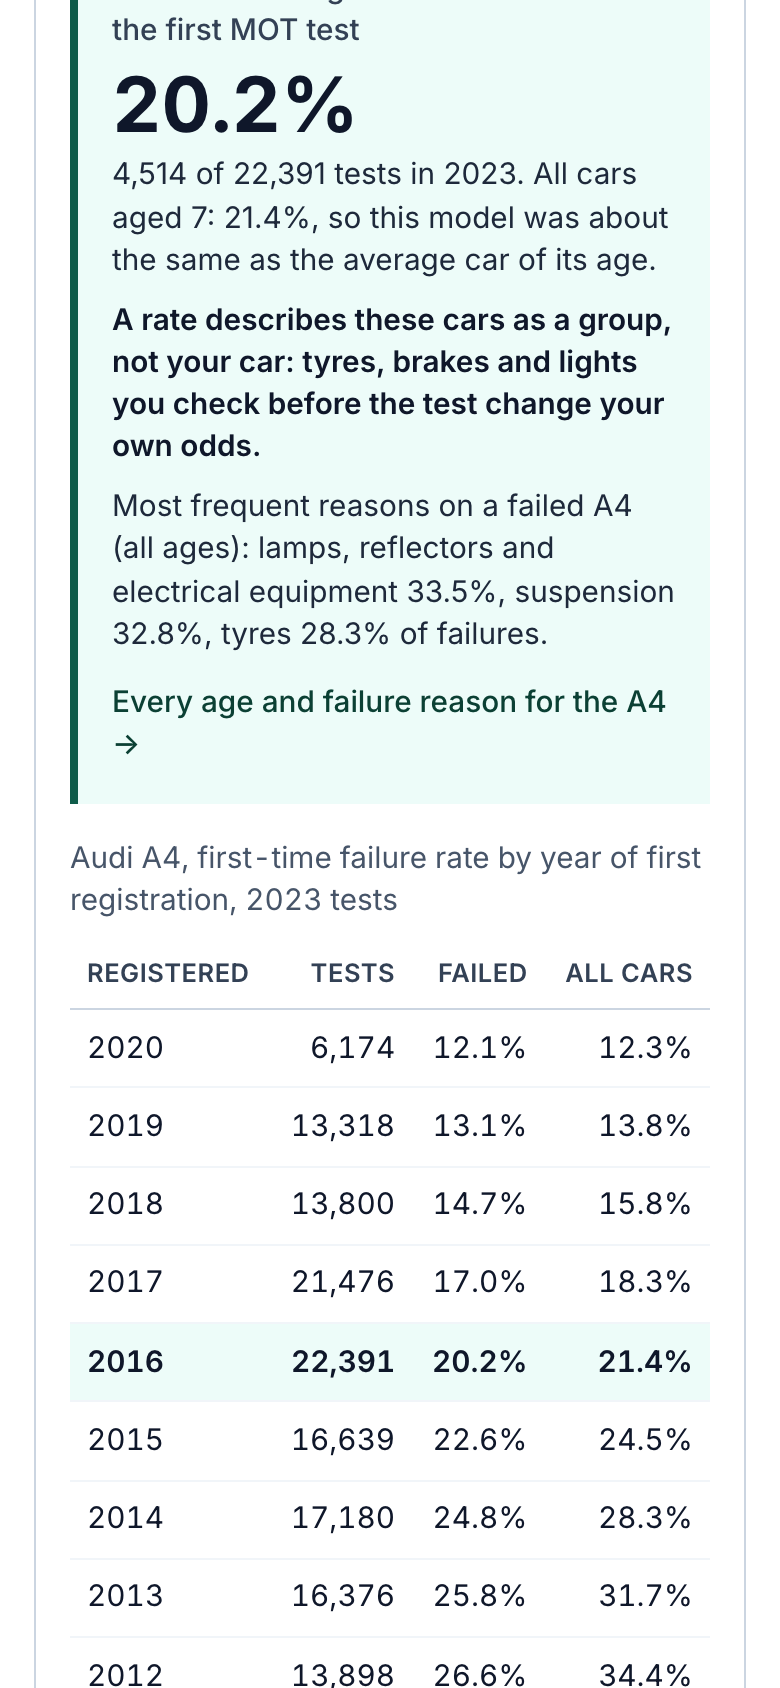 the first MOT test
20.2%
4,514 of 22,391 tests in 2023. All cars
aged 7: 21.4%, so this model was about
the same as the average car of its age.
A rate describes these cars as a group,
not your car: tyres, brakes and lights
you check before the test change your
own odds.
Most frequent reasons on a failed A4
(all ages): lamps, reflectors and
electrical equipment 33.5%, suspension
32.8%, tyres 28.3% of failures.
Every age and failure reason for the A4
→
Audi A4, first-time failure rate by year of first
registration, 2023 tests
REGISTERED TESTS FAILED ALL CARS
2020 6,174 12.1% 12.3%
2019 13,318 13.1% 13.8%
2018 13,800 14.7% 15.8%
2017 21,476 17.0% 18.3%
2016 22,391 20.2% 21.4%
2015 16,639 22.6% 24.5%
2014 17,180 24.8% 28.3%
2013 16,376 25.8% 31.7%
2012 13,898 26.6% 34.4%